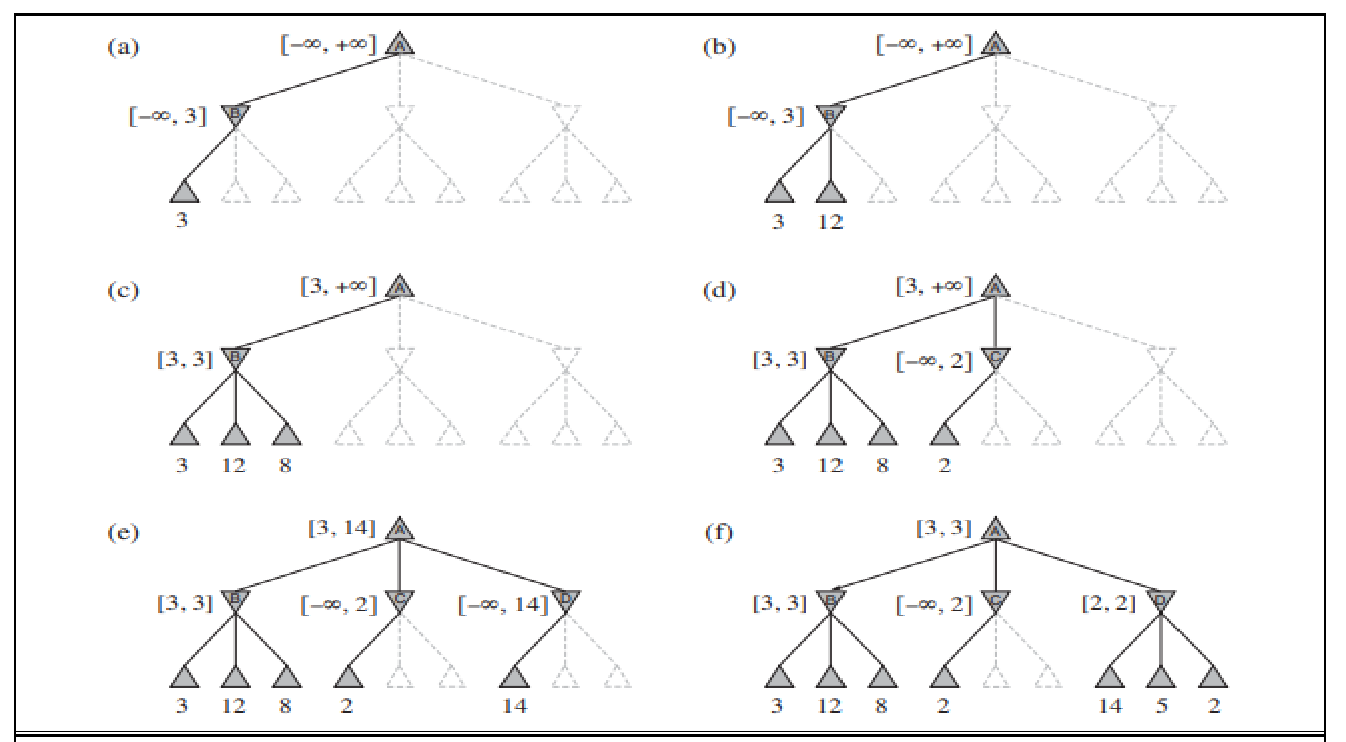 (a) [−∞, +∞] A
[−∞, 3] B
3
(b) [−∞, +∞] A
[−∞, 3] B
3 12
(c) [3, +∞] A
[3, 3] B
3 12 8
(d) [3, +∞] A
[3, 3] B [−∞, 2] C
3 12 8 2
(e) [3, 14] A
[3, 3] B [−∞, 2] C [−∞, 14] D
3 12 8 2 14
(f) [3, 3] A
[3, 3] B [−∞, 2] C [2, 2] D
3 12 8 2 14 5 2